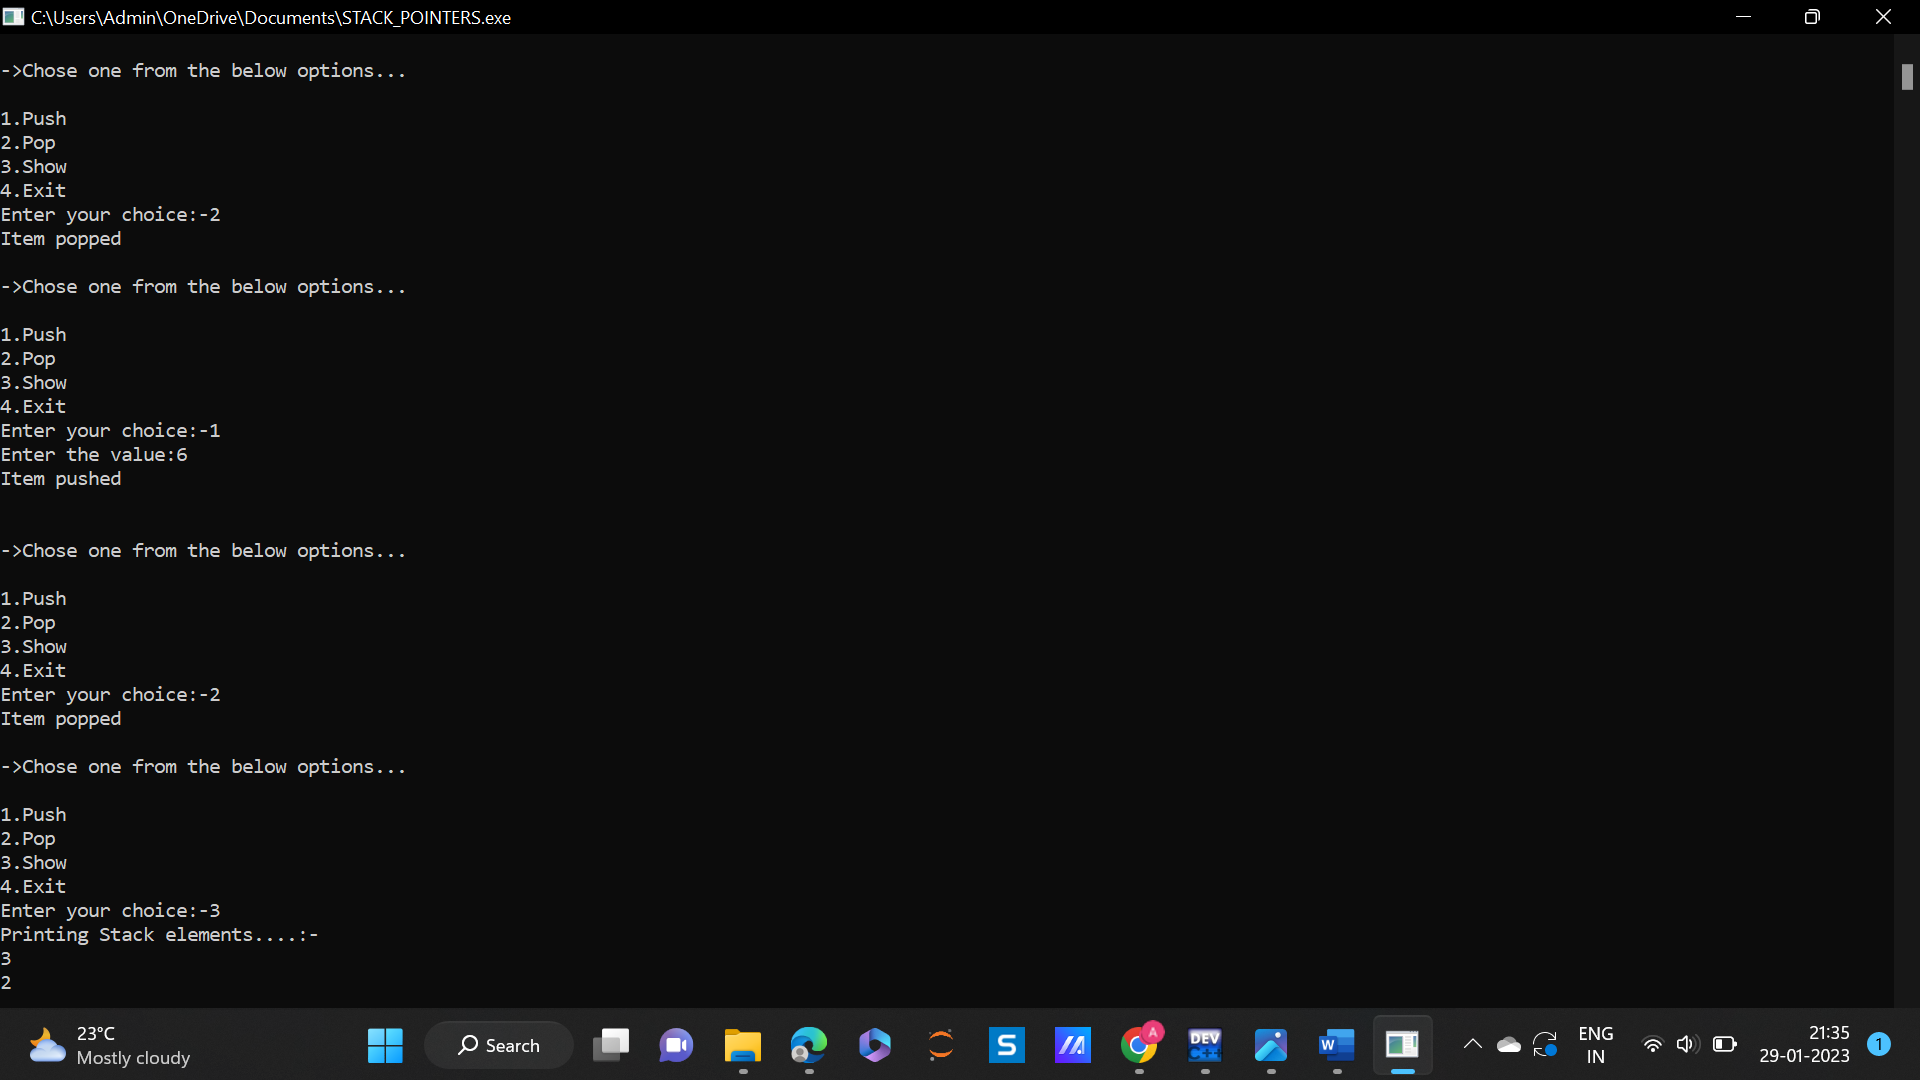 C:\Users\Admin\OneDrive\Documents\STACK_POINTERS.exe
->Chose one from the below options...
1.Push
2.Pop
3.Show
4.Exit
Enter your choice:-2
Item popped
->Chose one from the below options...
1.Push
2.Pop
3.Show
4.Exit
Enter your choice:-1
Enter the value:6
Item pushed
->Chose one from the below options...
1.Push
2.Pop
3.Show
4.Exit
Enter your choice:-2
Item popped
->Chose one from the below options...
1.Push
2.Pop
3.Show
4.Exit
Enter your choice:-3
Printing Stack elements....:-
3
2
23°C
Mostly cloudy
Search
S
A
DEV
C++
W
ENG
IN
21:35
29-01-2023
1